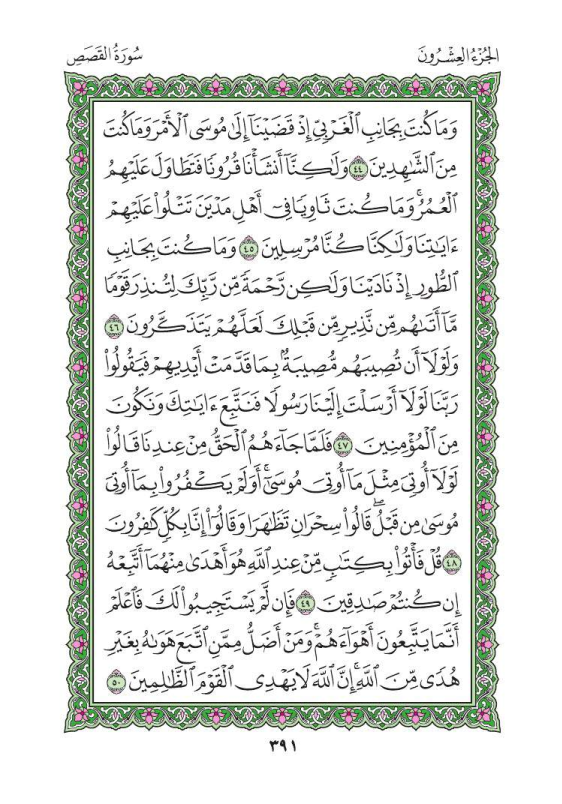 الجُزْءُ العِشْرُونَ
سُورَةُ القَصَصِ
وَمَا كُنتَ بِجَانِبِ ٱلْغَرْبِيِّ إِذْ قَضَيْنَآ إِلَىٰ مُوسَى ٱلْأَمْرَ وَمَا كُنتَ
مِنَ ٱلشَّٰهِدِينَ ٤٤ وَلَٰكِنَّآ أَنشَأْنَا قُرُونًا فَتَطَاوَلَ عَلَيْهِمُ
ٱلْعُمُرُۚ وَمَا كُنتَ ثَاوِيًا فِىٓ أَهْلِ مَدْيَنَ تَتْلُوا۟ عَلَيْهِمْ
ءَايَٰتِنَا وَلَٰكِنَّا كُنَّا مُرْسِلِينَ ٤٥ وَمَا كُنتَ بِجَانِبِ
ٱلطُّورِ إِذْ نَادَيْنَا وَلَٰكِن رَّحْمَةً مِّن رَّبِّكَ لِتُنذِرَ قَوْمًا
مَّآ أَتَىٰهُم مِّن نَّذِيرٍ مِّن قَبْلِكَ لَعَلَّهُمْ يَتَذَكَّرُونَ ٤٦
وَلَوْلَآ أَن تُصِيبَهُم مُّصِيبَةٌۢ بِمَا قَدَّمَتْ أَيْدِيهِمْ فَيَقُولُوا۟
رَبَّنَا لَوْلَآ أَرْسَلْتَ إِلَيْنَا رَسُولًا فَنَتَّبِعَ ءَايَٰتِكَ وَنَكُونَ
مِنَ ٱلْمُؤْمِنِينَ ٤٧ فَلَمَّا جَآءَهُمُ ٱلْحَقُّ مِنْ عِندِنَا قَالُوا۟
لَوْلَآ أُوتِىَ مِثْلَ مَآ أُوتِىَ مُوسَىٰٓۚ أَوَلَمْ يَكْفُرُوا۟ بِمَآ أُوتِىَ
مُوسَىٰ مِن قَبْلُۖ قَالُوا۟ سِحْرَانِ تَظَٰهَرَا وَقَالُوٓا۟ إِنَّا بِكُلٍّ كَٰفِرُونَ
٤٨ قُلْ فَأْتُوا۟ بِكِتَٰبٍ مِّنْ عِندِ ٱللَّهِ هُوَ أَهْدَىٰ مِنْهُمَآ أَتَّبِعْهُ
إِن كُنتُمْ صَٰدِقِينَ ٤٩ فَإِن لَّمْ يَسْتَجِيبُوا۟ لَكَ فَٱعْلَمْ
أَنَّمَا يَتَّبِعُونَ أَهْوَآءَهُمْۚ وَمَنْ أَضَلُّ مِمَّنِ ٱتَّبَعَ هَوَىٰهُ بِغَيْرِ
هُدًى مِّنَ ٱللَّهِۚ إِنَّ ٱللَّهَ لَا يَهْدِى ٱلْقَوْمَ ٱلظَّٰلِمِينَ ٥٠
٣٩١